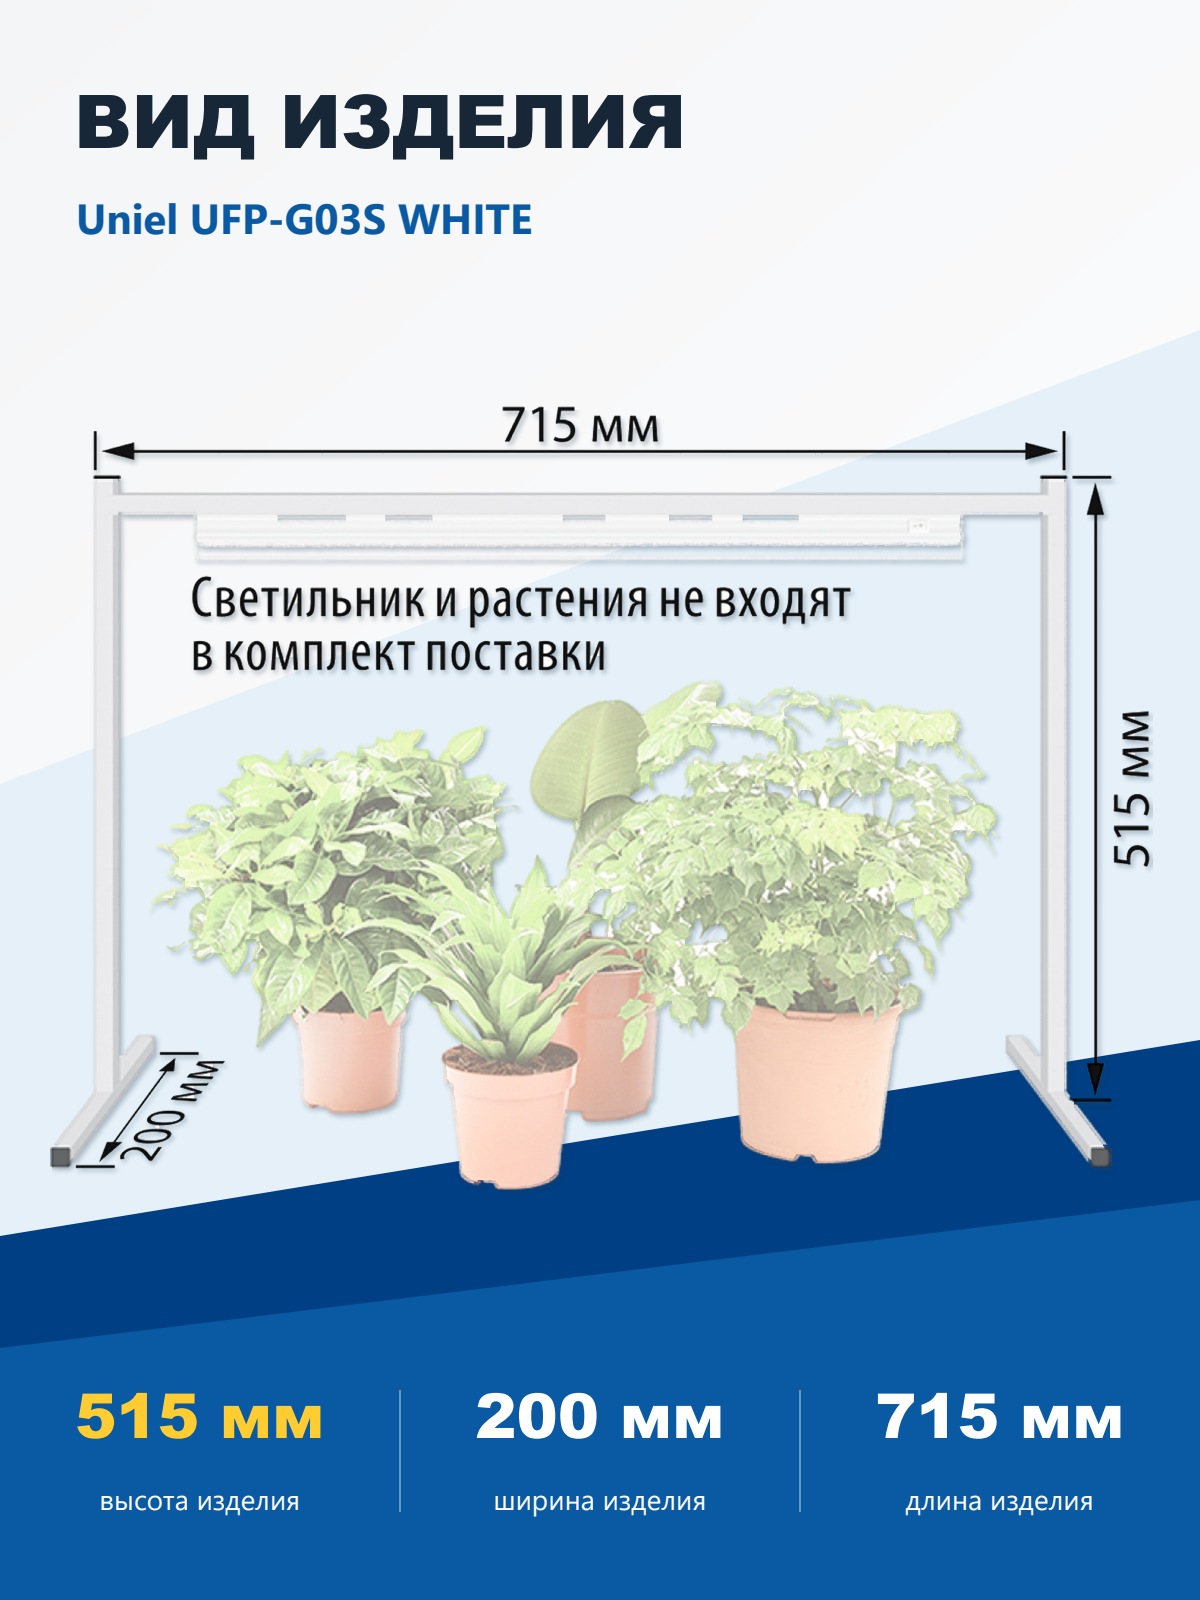 ВИД ИЗДЕЛИЯ
Uniel UFP-G03S WHITE
715 мм
Светильник и растения не входят
в комплект поставки
515 мм
200 мм
515 мм
200 мм
715 мм
высота изделия
ширина изделия
длина изделия